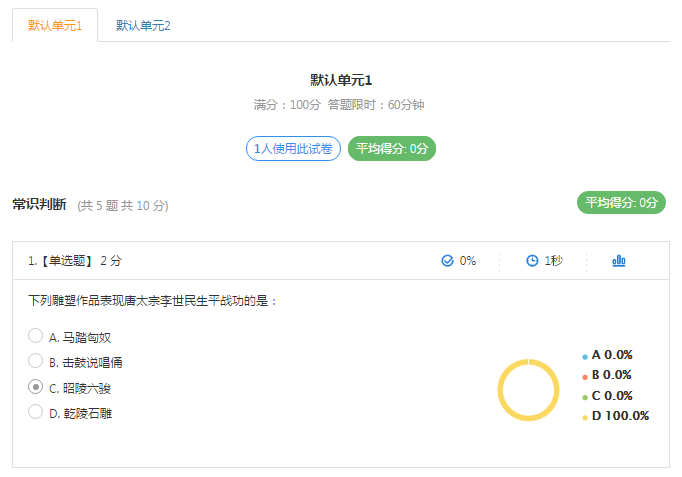 默认单元1 默认单元2
默认单元1
满分：100分 答题限时：60分钟
1人使用此试卷 平均得分: 0分
常识判断 (共 5 题 共 10 分) 平均得分: 0分
1.【单选题】 2 分 0% 1秒
下列雕塑作品表现唐太宗李世民生平战功的是：
A. 马踏匈奴
B. 击鼓说唱俑
C. 昭陵六骏
D. 乾陵石雕
A 0.0%
B 0.0%
C 0.0%
D 100.0%